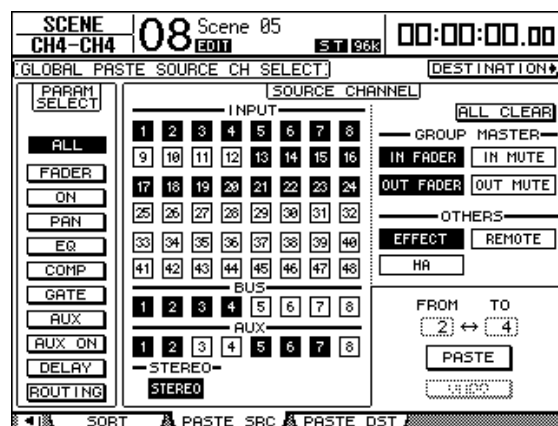 SCENE
CH4-CH4
08 Scene 05
EDIT
ST 96k
00:00:00.00
GLOBAL PASTE SOURCE CH SELECT
DESTINATION
PARAM SELECT
ALL
FADER
ON
PAN
EQ
COMP
GATE
AUX
AUX ON
DELAY
ROUTING
SOURCE CHANNEL
INPUT
1 2 3 4 5 6 7 8
9 10 11 12 13 14 15 16
17 18 19 20 21 22 23 24
25 26 27 28 29 30 31 32
33 34 35 36 37 38 39 40
41 42 43 44 45 46 47 48
BUS
1 2 3 4 5 6 7 8
AUX
1 2 3 4 5 6 7 8
STEREO
STEREO
ALL CLEAR
GROUP MASTER
IN FADER IN MUTE
OUT FADER OUT MUTE
OTHERS
EFFECT REMOTE
HA
FROM TO
2 ↔ 4
PASTE
UNDO
SORT PASTE SRC PASTE DST